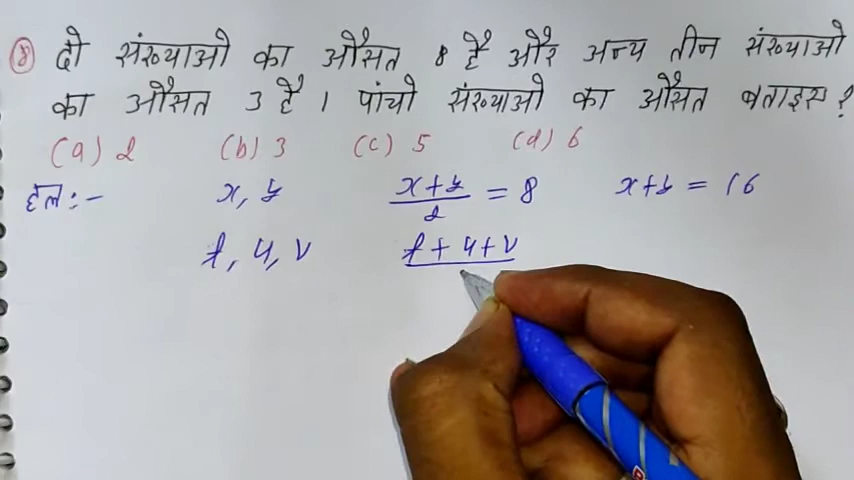 8 दो संख्याओ का औसत 8 है और अन्य तीन संख्याओ
का औसत 3 है । पांचो संख्याओ का औसत बताइए ?
(a) 2 (b) 3 (c) 5 (d) 6
हल :- x, y x+y/2 = 8 x+y = 16
t, u, v t+u+v